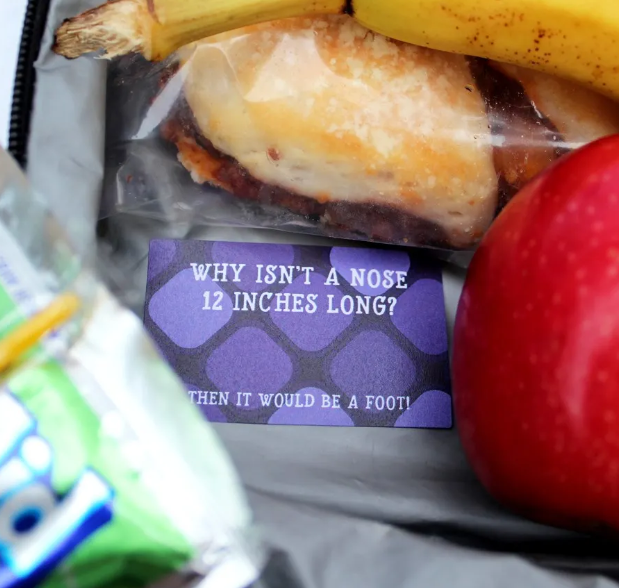 WHY ISN'T A NOSE
12 INCHES LONG?
THEN IT WOULD BE A FOOT!